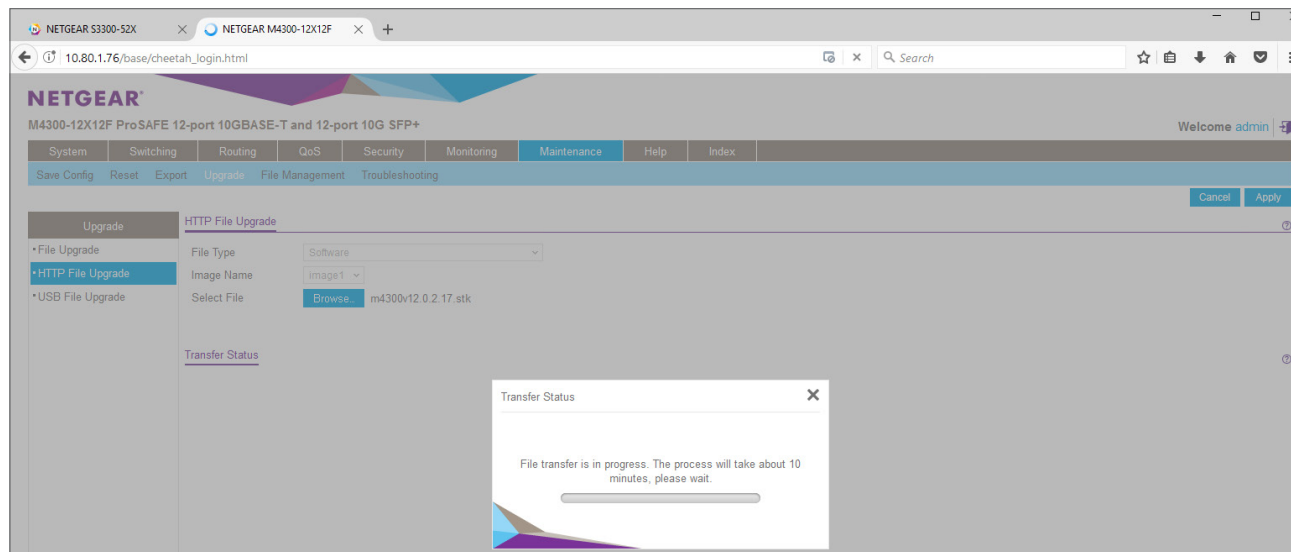 NETGEAR S3300-52X
NETGEAR M4300-12X12F
10.80.1.76/base/cheetah_login.html
Search
NETGEAR®
M4300-12X12F ProSAFE 12-port 10GBASE-T and 12-port 10G SFP+
Welcome admin
System Switching Routing QoS Security Monitoring Maintenance Help Index
Save Config Reset Export Upgrade File Management Troubleshooting
Cancel Apply
Upgrade
•File Upgrade
•HTTP File Upgrade
•USB File Upgrade
HTTP File Upgrade
File Type Software
Image Name image1
Select File Browse.. m4300v12.0.2.17.stk
Transfer Status
Transfer Status
File transfer is in progress. The process will take about 10
minutes, please wait.